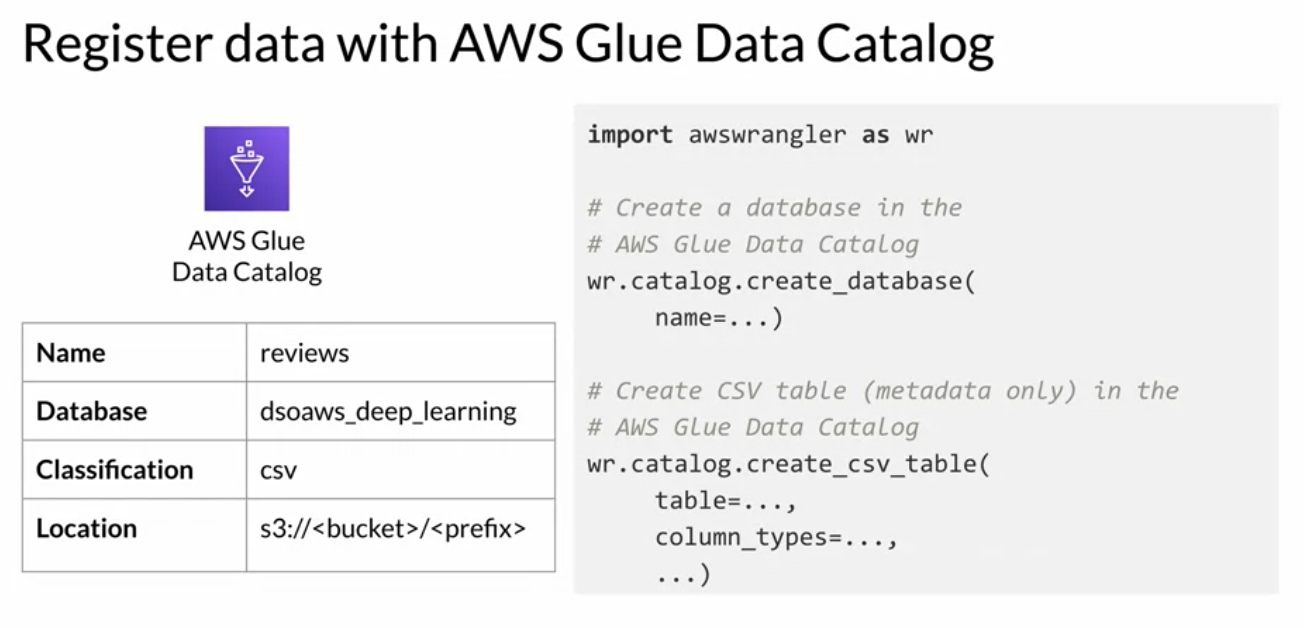 Register data with AWS Glue Data Catalog
AWS Glue
Data Catalog
Name reviews
Database dsoaws_deep_learning
Classification csv
Location s3://<bucket>/<prefix>
import awswrangler as wr
# Create a database in the
# AWS Glue Data Catalog
wr.catalog.create_database(
name=...)
# Create CSV table (metadata only) in the
# AWS Glue Data Catalog
wr.catalog.create_csv_table(
table=...,
column_types=...,
...)